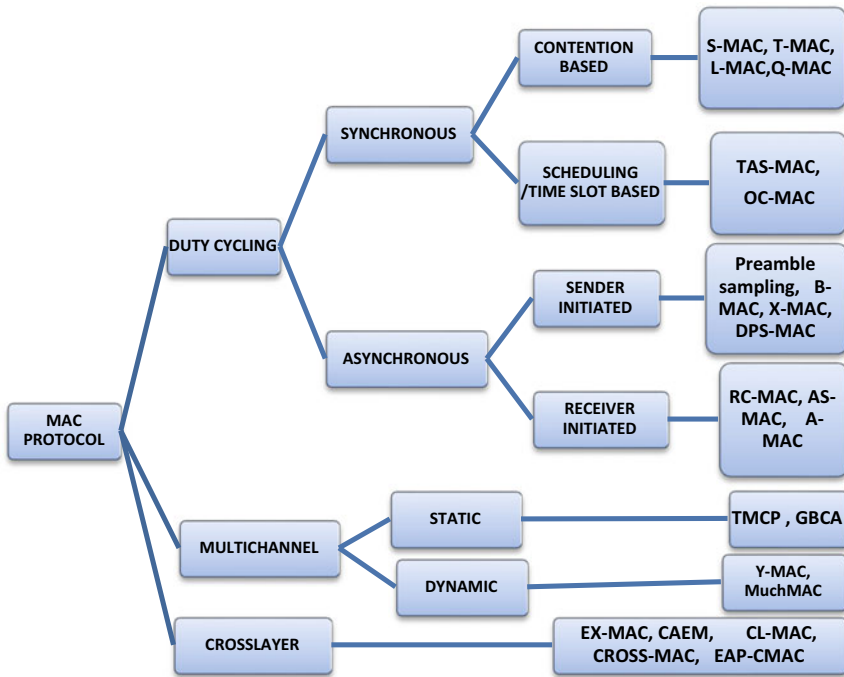 CONTENTION
BASED
S-MAC, T-MAC,
L-MAC,Q-MAC
SYNCHRONOUS
SCHEDULING
/TIME SLOT BASED
TAS-MAC,
OC-MAC
DUTY CYCLING
SENDER
INITIATED
Preamble
sampling, B-
MAC, X-MAC,
DPS-MAC
ASYNCHRONOUS
RECEIVER
INITIATED
RC-MAC, AS-
MAC, A-
MAC
MAC
PROTOCOL
STATIC
TMCP , GBCA
MULTICHANNEL
DYNAMIC
Y-MAC,
MuchMAC
CROSSLAYER
EX-MAC, CAEM, CL-MAC,
CROSS-MAC, EAP-CMAC